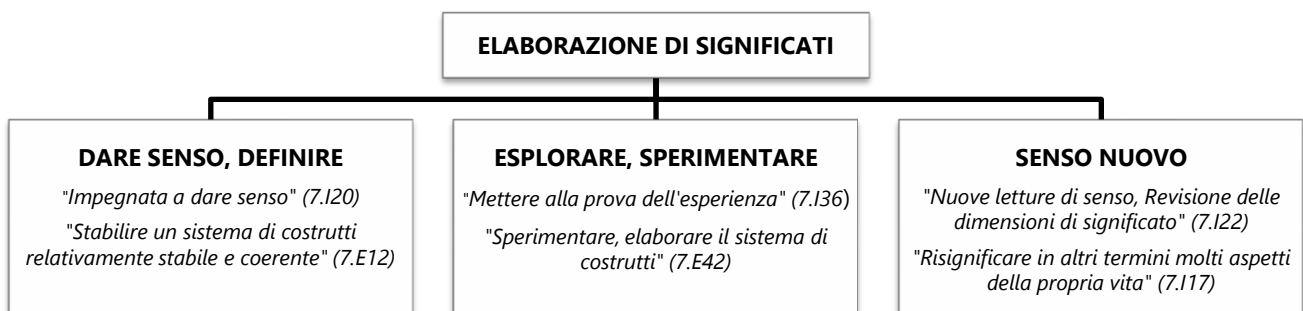 ELABORAZIONE DI SIGNIFICATI
DARE SENSO, DEFINIRE
"Impegnata a dare senso" (7.I20)
"Stabilire un sistema di costrutti
relativamente stabile e coerente" (7.E12)
ESPLORARE, SPERIMENTARE
"Mettere alla prova dell'esperienza" (7.I36)
"Sperimentare, elaborare il sistema di
costrutti" (7.E42)
SENSO NUOVO
"Nuove letture di senso, Revisione delle
dimensioni di significato" (7.I22)
"Risignificare in altri termini molti aspetti
della propria vita" (7.I17)